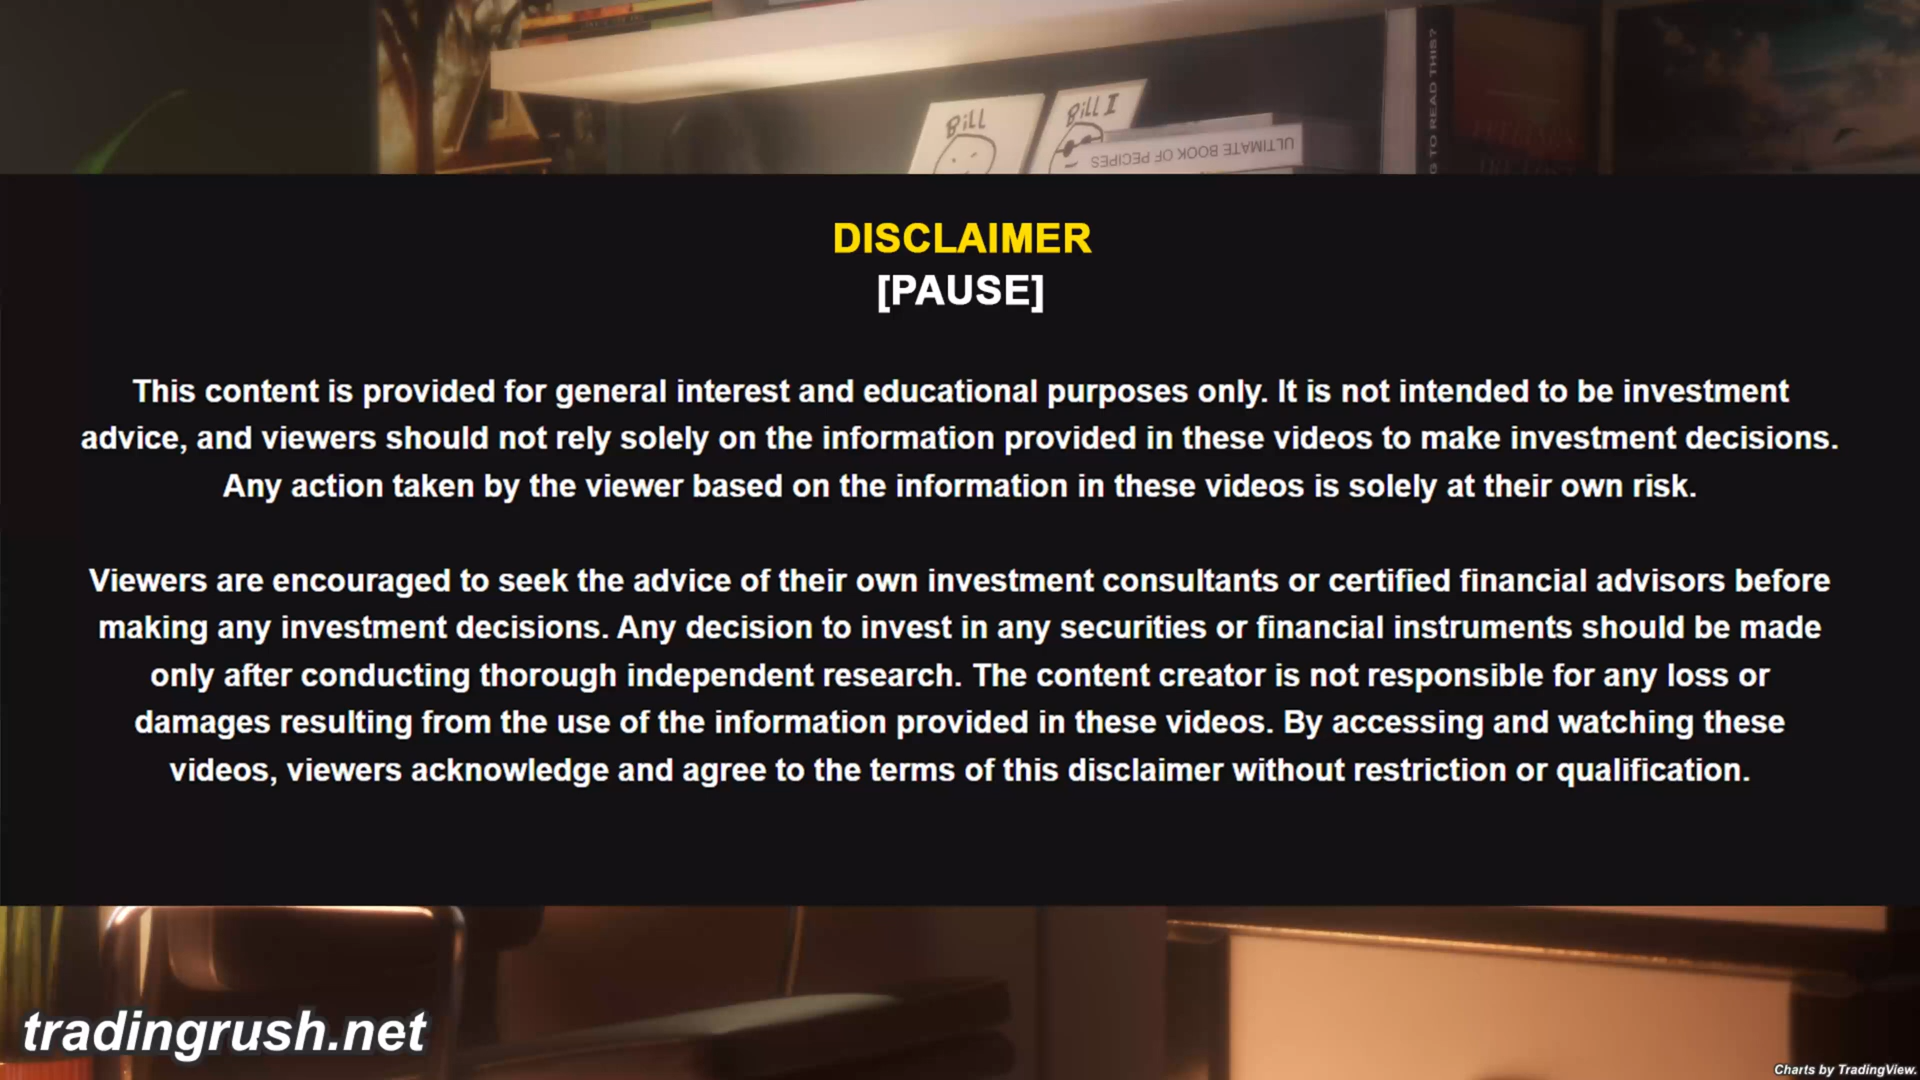 Bill
Bill I
ULTIMATE BOOK OF PECIPES
G TO READ THIS?
DISCLAIMER
[PAUSE]
This content is provided for general interest and educational purposes only. It is not intended to be investment
advice, and viewers should not rely solely on the information provided in these videos to make investment decisions.
Any action taken by the viewer based on the information in these videos is solely at their own risk.
Viewers are encouraged to seek the advice of their own investment consultants or certified financial advisors before
making any investment decisions. Any decision to invest in any securities or financial instruments should be made
only after conducting thorough independent research. The content creator is not responsible for any loss or
damages resulting from the use of the information provided in these videos. By accessing and watching these
videos, viewers acknowledge and agree to the terms of this disclaimer without restriction or qualification.
tradingrush.net
Charts by TradingView.